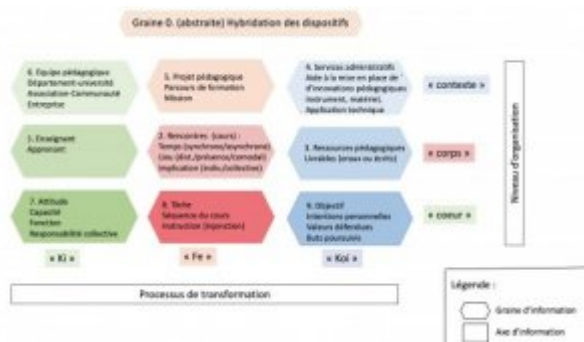 Graine 0. (abstraite) Hybridation des dispositifs
6. Equipe pédagogique
Département-université
Association-Communauté
Entreprise
5. Projet pédagogique
Parcours de formation
Mission
4. Services administratifs
Aide à la mise en place de
d'innovations pédagogiques
Instrument, matériel,
Application technique
« contexte »
1. Enseignant
Apprenant
2. Rencontres (cours) :
Temps (synchrone/asynchrone)
Lieu (dist./présence/comodal)
Implication (indiv/collective)
3. Ressources pédagogiques
Livrables (oraux ou écrits)
« corps »
7. Attitude
Capacité
Fonction
Responsabilité collective
8. Tâche
Séquence du cours
Instruction (injonction)
9. Objectif
Intentions personnelles
Valeurs défendues
Buts poursuivis
« coeur »
« Ki »
« Fe »
« Koi »
Niveau d'organisation
Processus de transformation
Légende :
Graine d'information
Axe d'information